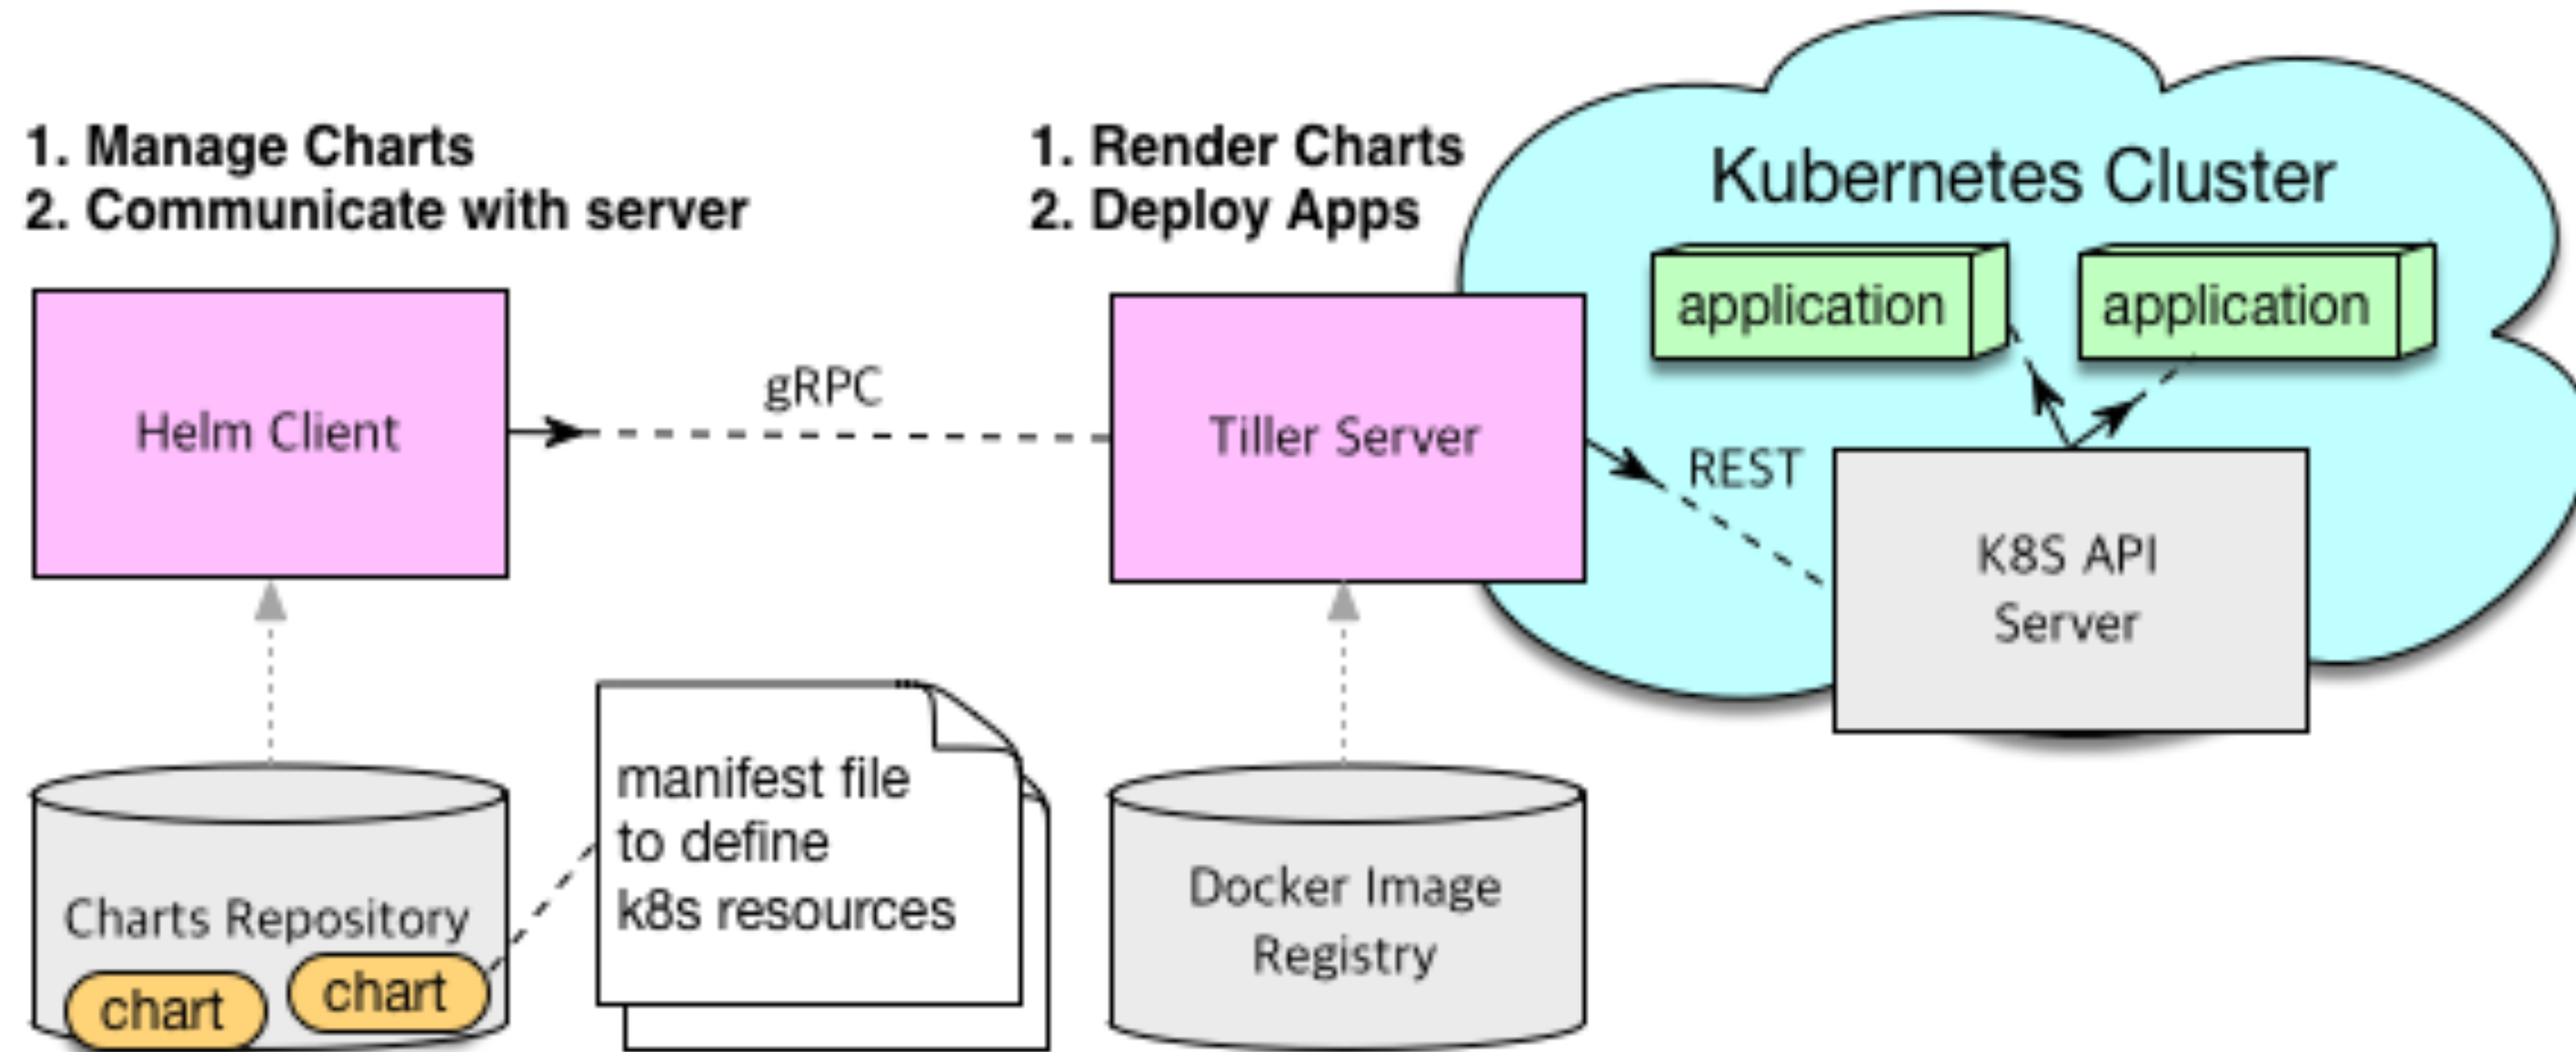 1. Manage Charts
2. Communicate with server
1. Render Charts
2. Deploy Apps
Kubernetes Cluster
application
application
Helm Client
gRPC
Tiller Server
REST
K8S API
Server
manifest file
to define
k8s resources
Charts Repository
chart
chart
Docker Image
Registry